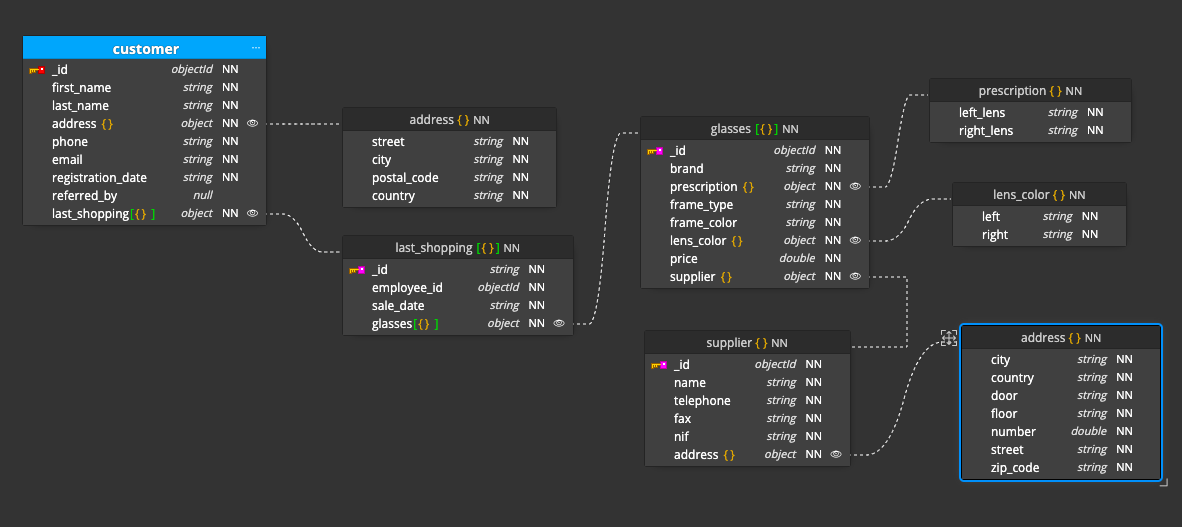 customer ...
_id objectId NN
first_name string NN
last_name string NN
address {} object NN
phone string NN
email string NN
registration_date string NN
referred_by null
last_shopping[{} ] object NN
address {} NN
street string NN
city string NN
postal_code string NN
country string NN
last_shopping [{}] NN
_id string NN
employee_id objectId NN
sale_date string NN
glasses[{} ] object NN
glasses [{}] NN
_id objectId NN
brand string NN
prescription {} object NN
frame_type string NN
frame_color string NN
lens_color {} object NN
price double NN
supplier {} object NN
prescription {} NN
left_lens string NN
right_lens string NN
lens_color {} NN
left string NN
right string NN
supplier {} NN
_id objectId NN
name string NN
telephone string NN
fax string NN
nif string NN
address {} object NN
address {} NN
city string NN
country string NN
door string NN
floor string NN
number double NN
street string NN
zip_code string NN